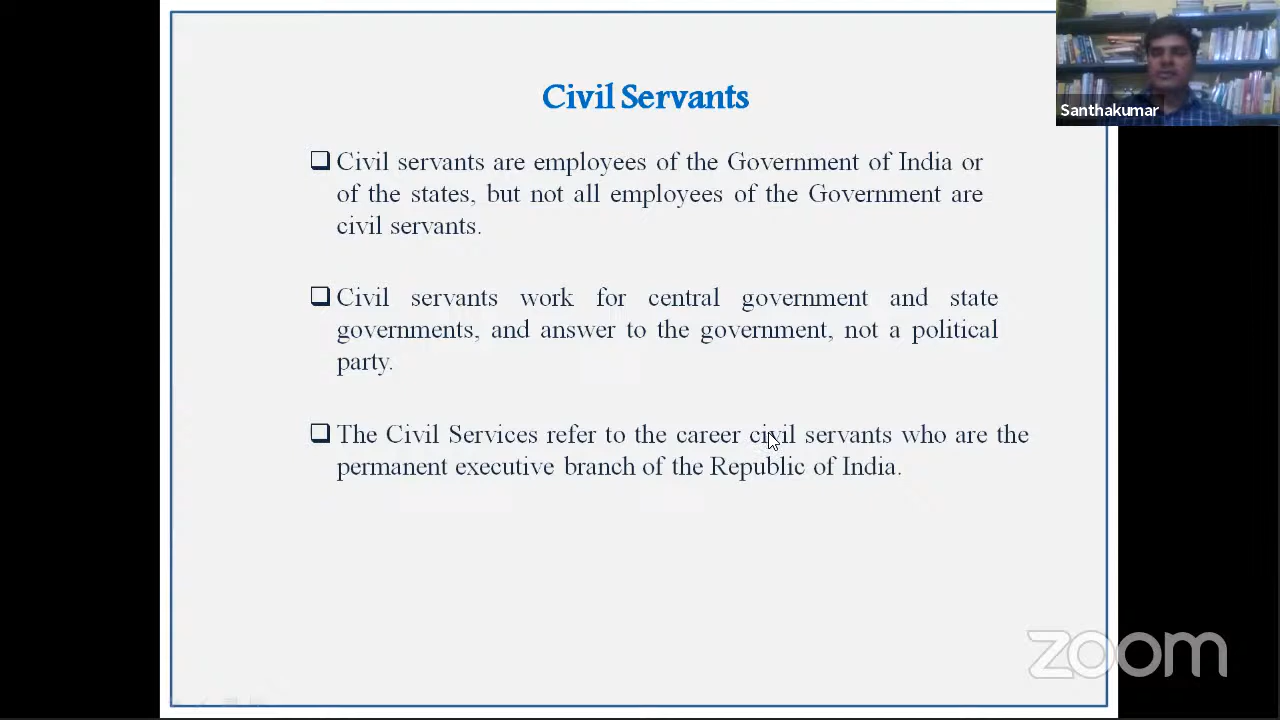 Civil Servants
Santhakumar
❑ Civil servants are employees of the Government of India or
of the states, but not all employees of the Government are
civil servants.
❑ Civil servants work for central government and state
governments, and answer to the government, not a political
party.
❑ The Civil Services refer to the career civil servants who are the
permanent executive branch of the Republic of India.
zoom